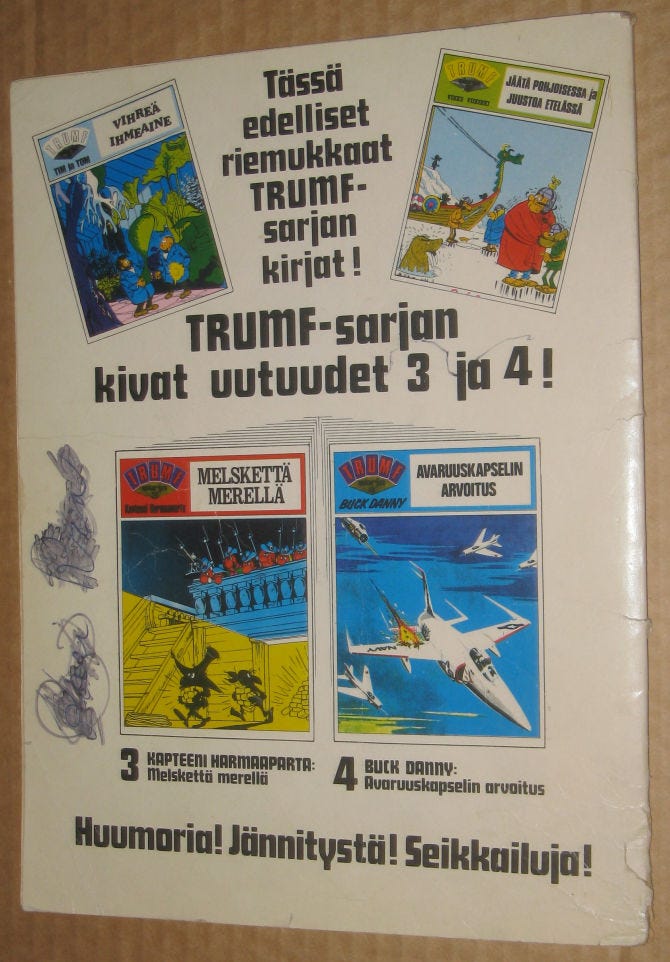 Tässä
edelliset
riemukkaat
TRUMF-
sarjan
kirjat!
TRUMF
VIHREÄ
IHMEAINE
TIM ja TOM
TRUMF
JÄÄTÄ POHJOISESSA ja
JUUSTOA ETELÄSSÄ
TRUMF-sarjan
kivat uutuudet 3 ja 4!
TRUMF
MELSKETTÄ
MERELLÄ
Kapteeni Harmaaparta
TRUMF
AVARUUSKAPSELIN
ARVOITUS
BUCK DANNY
NAVY
3 KAPTEENI HARMAAPARTA:
Melskettä merellä
4 BUCK DANNY:
Avaruuskapselin arvoitus
Huumoria! Jännitystä! Seikkailuja!